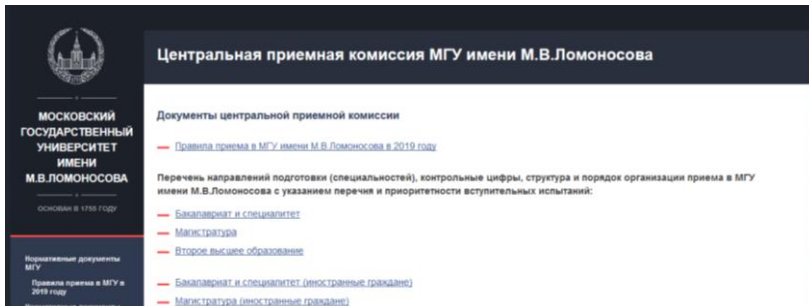 Центральная приемная комиссия МГУ имени М.В.Ломоносова
МОСКОВСКИЙ
ГОСУДАРСТВЕННЫЙ
УНИВЕРСИТЕТ
ИМЕНИ
М.В.ЛОМОНОСОВА
ОСНОВАН В 1755 ГОДУ
Нормативные документы
МГУ
Правила приема в МГУ в
2019 году
Документы центральной приемной комиссии
Правила приема в МГУ имени М.В.Ломоносова в 2019 году
Перечень направлений подготовки (специальностей), контрольные цифры, структура и порядок организации приема в МГУ
имени М.В.Ломоносова с указанием перечня и приоритетности вступительных испытаний:
Бакалавриат и специалитет
Магистратура
Второе высшее образование
Бакалавриат и специалитет (иностранные граждане)
Магистратура (иностранные граждане)